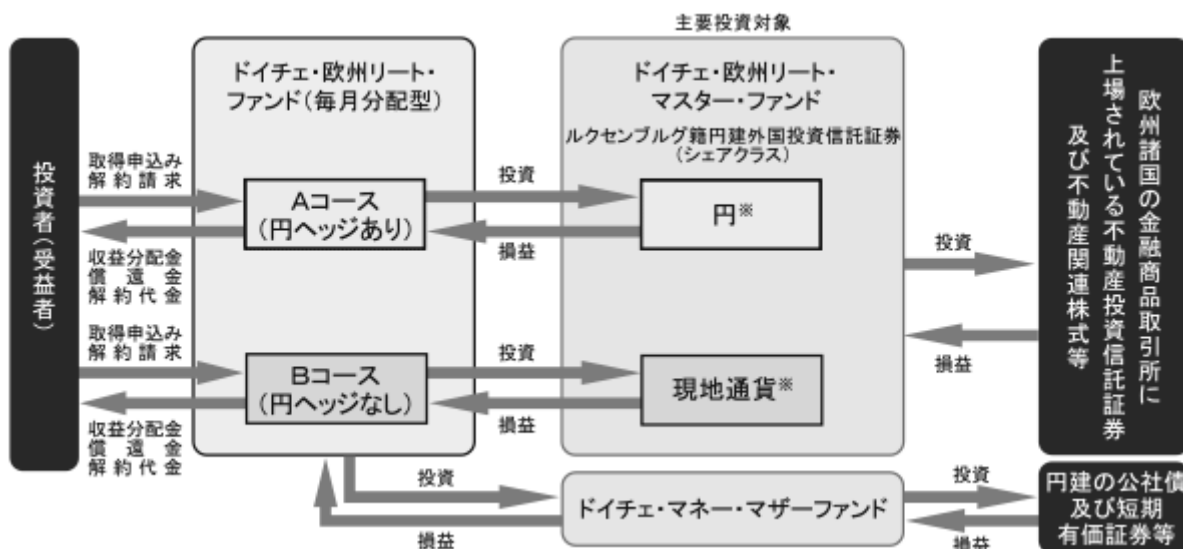 主要投資対象
投資者(受益者)
取得申込み
解約請求
収益分配金
償還金
解約代金
取得申込み
解約請求
収益分配金
償還金
解約代金
ドイチェ・欧州リート・
ファンド(毎月分配型)
Aコース
(円ヘッジあり)
Bコース
(円ヘッジなし)
投資
損益
投資
損益
投資
損益
ドイチェ・欧州リート・
マスター・ファンド
ルクセンブルグ籍円建外国投資信託証券
(シェアクラス)
円※
現地通貨※
ドイチェ・マネー・マザーファンド
投資
損益
投資
損益
欧州諸国の金融商品取引所に
上場されている不動産投資信託証券
及び不動産関連株式等
円建の公社債
及び短期
有価証券等